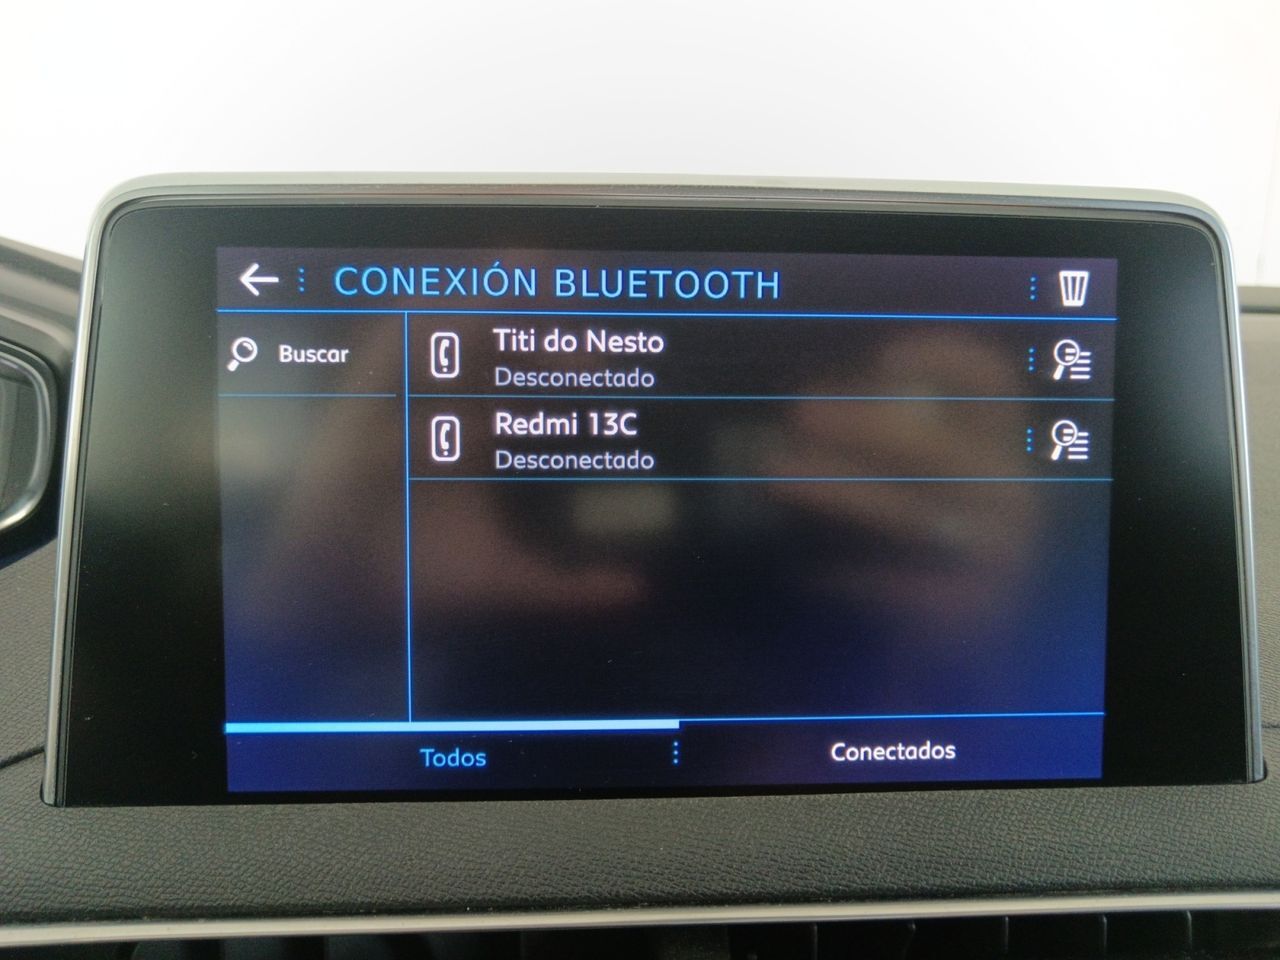 CONEXIÓN BLUETOOTH
Buscar
Titi do Nesto
Desconectado
Redmi 13C
Desconectado
Todos
Conectados